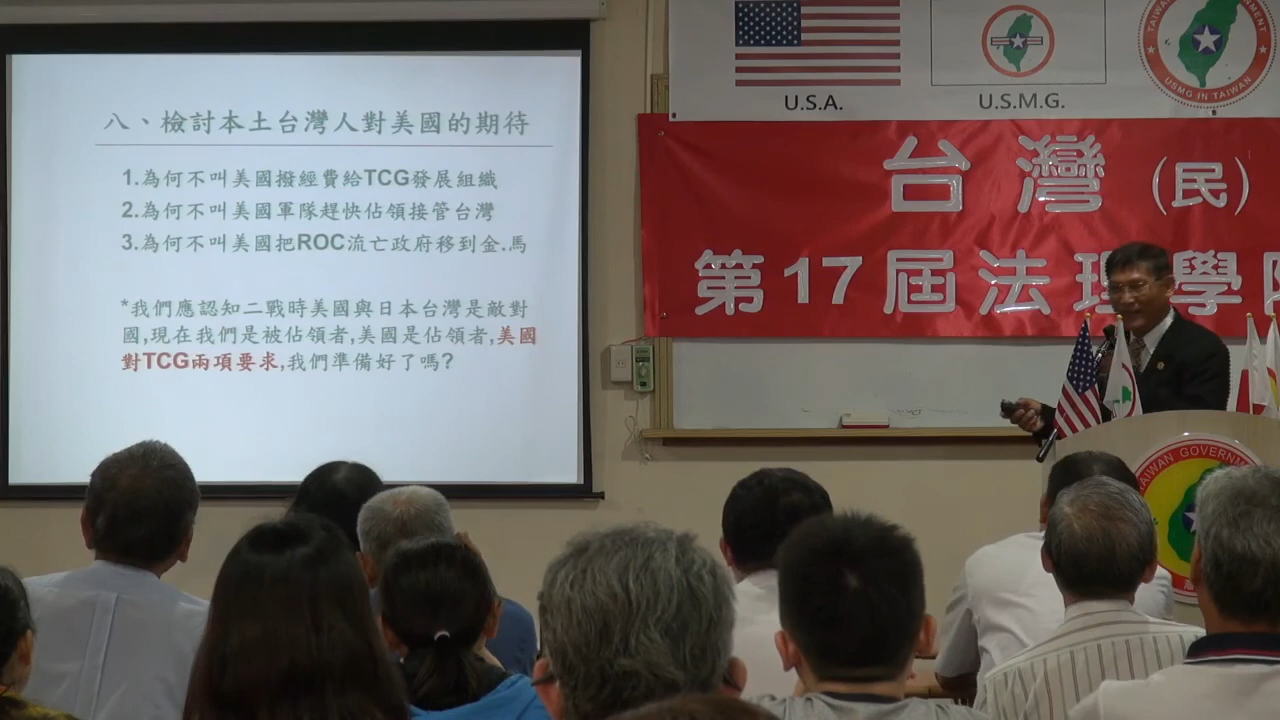 八、檢討本土台灣人對美國的期待
1.為何不叫美國撥經費給TCG發展組織
2.為何不叫美國軍隊趕快佔領接管台灣
3.為何不叫美國把ROC流亡政府移到金.馬
*我們應認知二戰時美國與日本台灣是敵對
國,現在我們是被佔領者,美國是佔領者,美國
對TCG兩項要求,我們準備好了嗎?
U.S.A.
U.S.M.G.
USMG IN TAIWAN
台灣(民)
第17屆法理學
TAIWAN GOVERNM